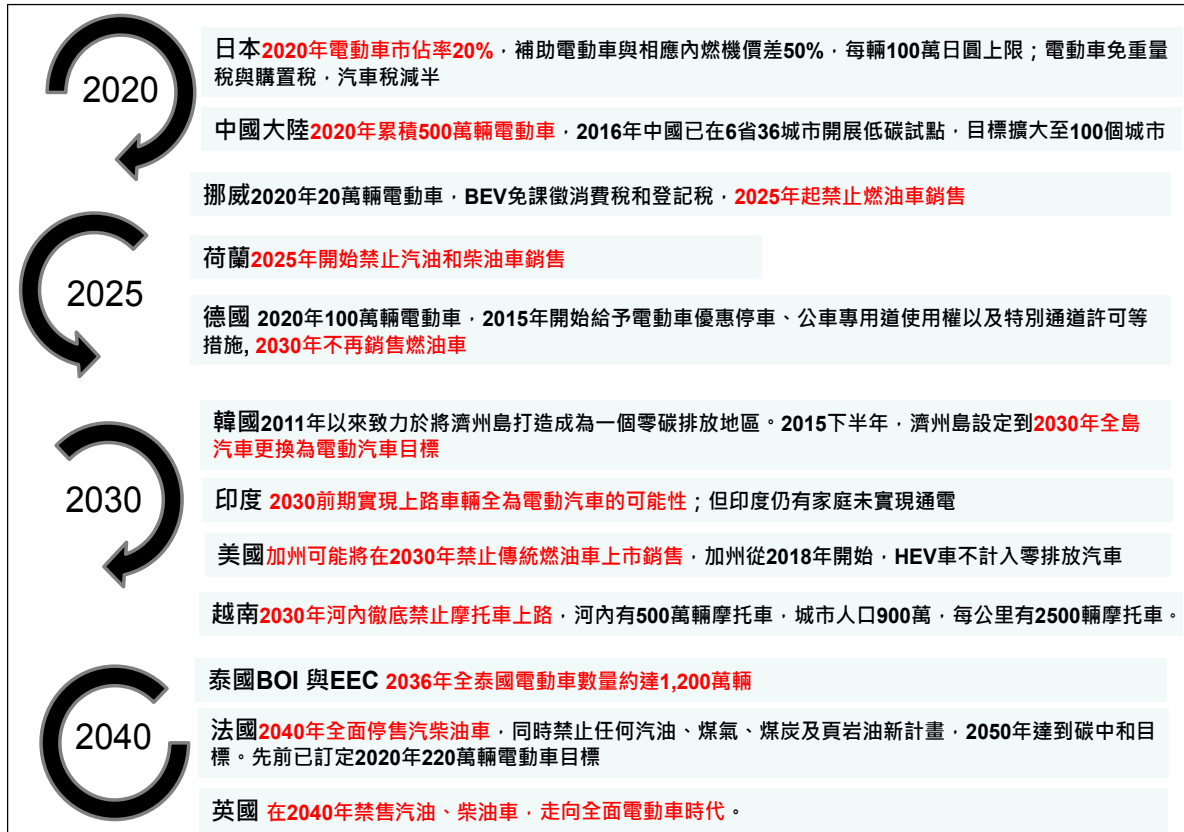 2020
日本2020年電動車市佔率20%，補助電動車與相應內燃機價差50%，每輛100萬日圓上限；電動車免重量
稅與購置稅，汽車稅減半
中國大陸2020年累積500萬輛電動車，2016年中國已在6省36城市開展低碳試點，目標擴大至100個城市
挪威2020年20萬輛電動車，BEV免課徵消費稅和登記稅，2025年起禁止燃油車銷售
2025
荷蘭2025年開始禁止汽油和柴油車銷售
德國 2020年100萬輛電動車，2015年開始給予電動車優惠停車、公車專用道使用權以及特別通道許可等
措施, 2030年不再銷售燃油車
2030
韓國2011年以來致力於將濟州島打造成為一個零碳排放地區。2015下半年，濟州島設定到2030年全島
汽車更換為電動汽車目標
印度 2030前期實現上路車輛全為電動汽車的可能性；但印度仍有家庭未實現通電
美國加州可能將在2030年禁止傳統燃油車上市銷售，加州從2018年開始，HEV車不計入零排放汽車
越南2030年河內徹底禁止摩托車上路，河內有500萬輛摩托車，城市人口900萬，每公里有2500輛摩托車。
2040
泰國BOI 與EEC 2036年全泰國電動車數量約達1,200萬輛
法國2040年全面停售汽柴油車，同時禁止任何汽油、煤氣、煤炭及頁岩油新計畫，2050年達到碳中和目
標。先前已訂定2020年220萬輛電動車目標
英國 在2040年禁售汽油、柴油車，走向全面電動車時代。